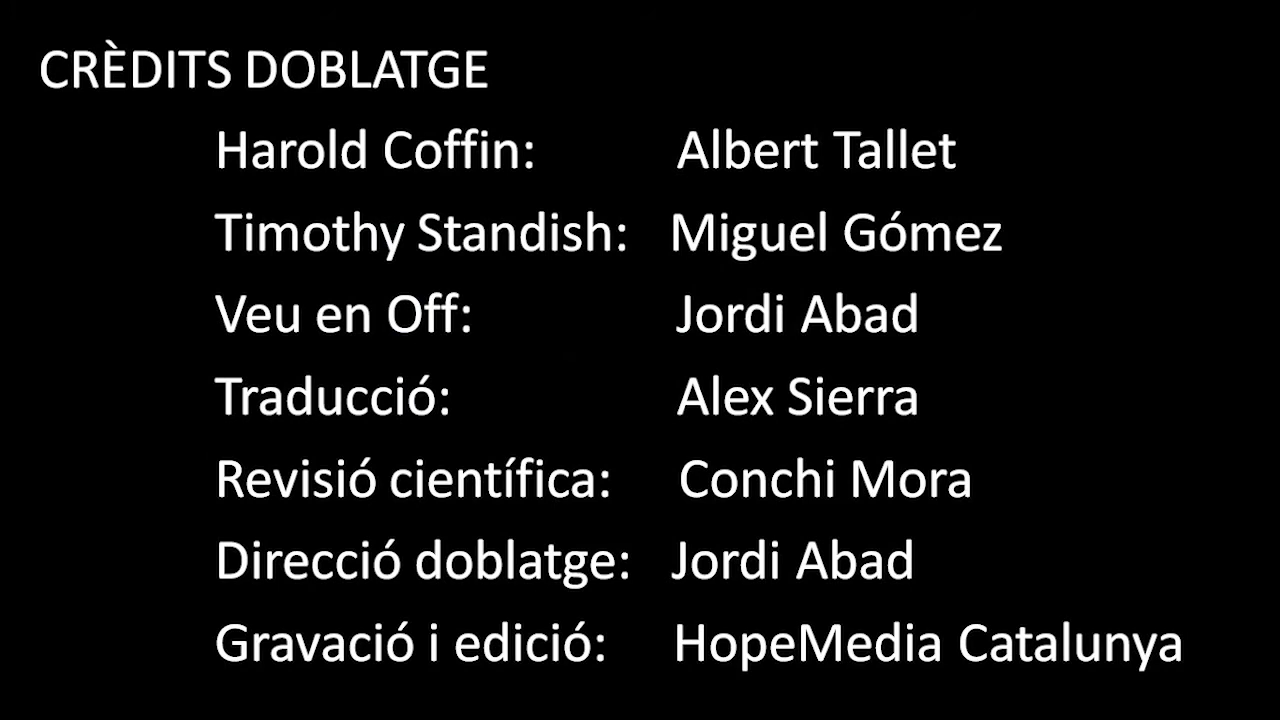 CRÈDITS DOBLATGE
Harold Coffin: Albert Tallet
Timothy Standish: Miguel Gómez
Veu en Off: Jordi Abad
Traducció: Alex Sierra
Revisió científica: Conchi Mora
Direcció doblatge: Jordi Abad
Gravació i edició: HopeMedia Catalunya